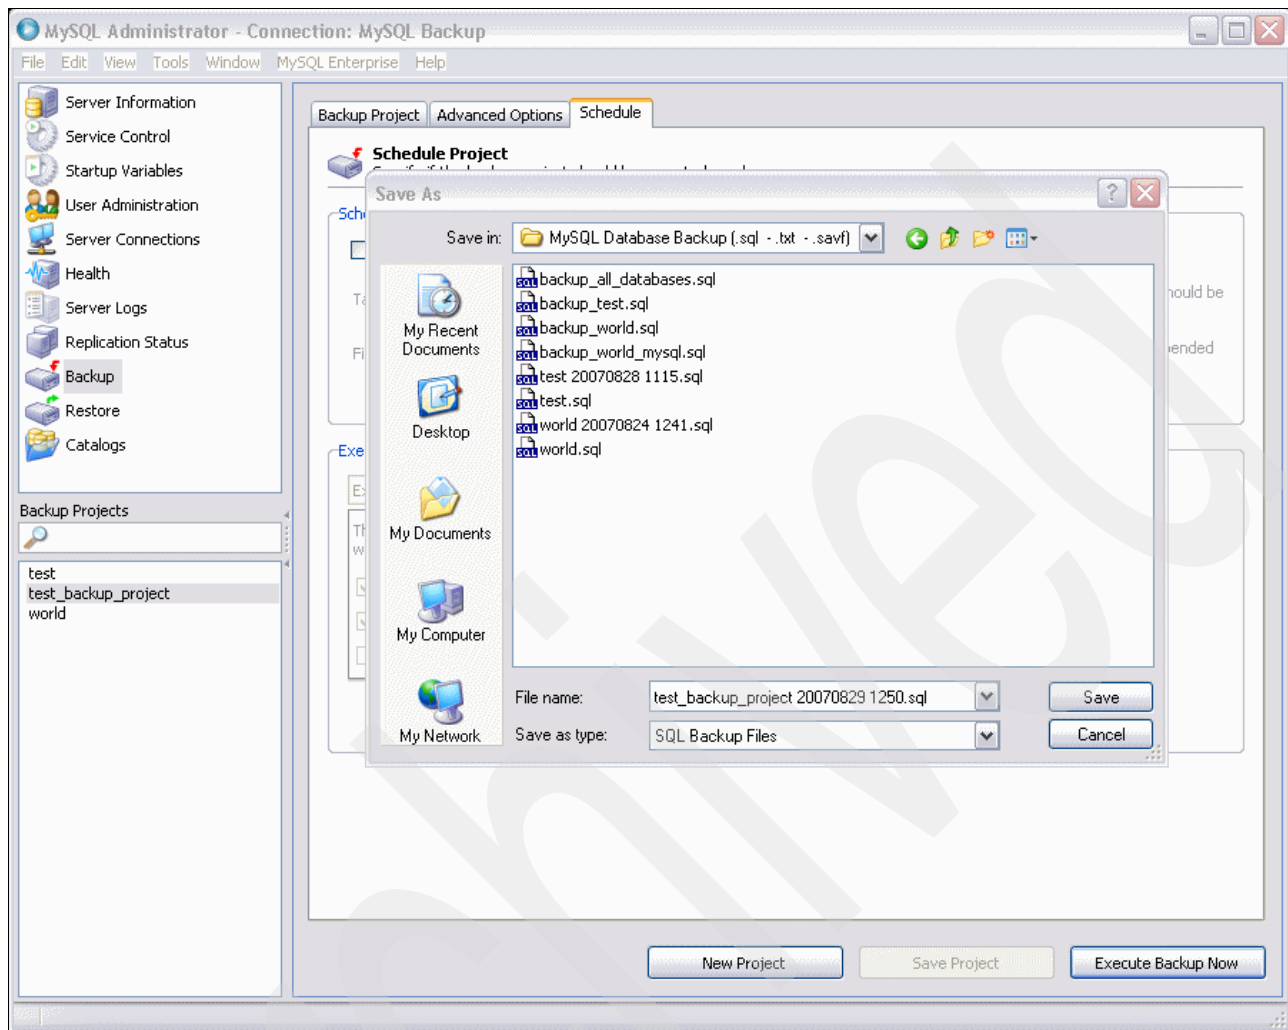 MySQL Administrator - Connection: MySQL Backup
File Edit View Tools Window MySQL Enterprise Help
Server Information
Service Control
Startup Variables
User Administration
Server Connections
Health
Server Logs
Replication Status
Backup
Restore
Catalogs
Backup Projects
test
test_backup_project
world
Backup Project Advanced Options Schedule
Schedule Project
Save As
Save in: MySQL Database Backup (.sql - .txt - .savf)
My Recent Documents
Desktop
My Documents
My Computer
My Network
backup_all_databases.sql
backup_test.sql
backup_world.sql
backup_world_mysql.sql
test 20070828 1115.sql
test.sql
world 20070824 1241.sql
world.sql
File name: test_backup_project 20070829 1250.sql Save
Save as type: SQL Backup Files Cancel
New Project Save Project Execute Backup Now